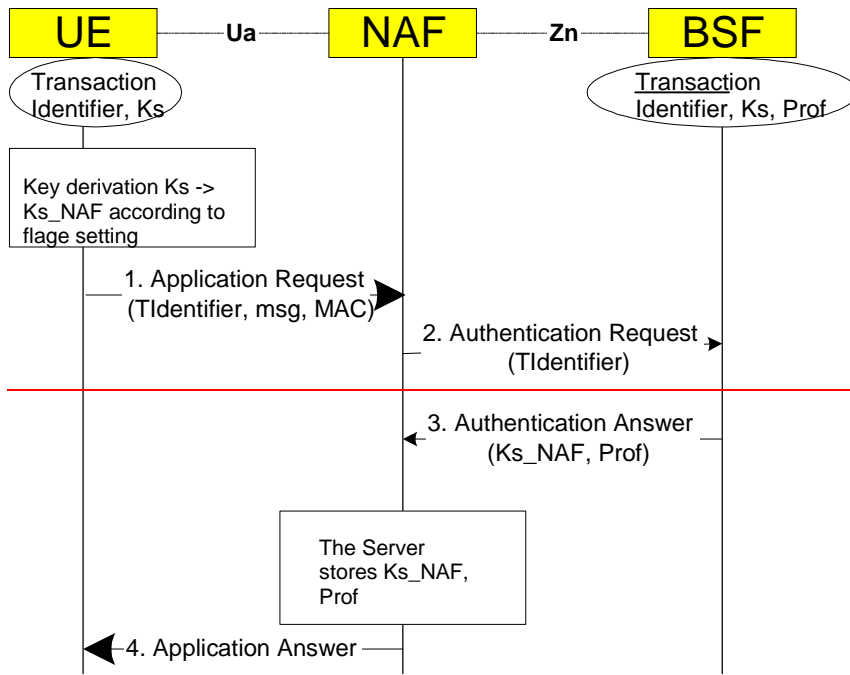 UE
Ua
NAF
Zn
BSF
Transaction
Identifier, Ks
Transaction
Identifier, Ks, Prof
Key derivation Ks ->
Ks_NAF according to
flage setting
1. Application Request
(TIdentifier, msg, MAC)
2. Authentication Request
(TIdentifier)
3. Authentication Answer
(Ks_NAF, Prof)
The Server
stores Ks_NAF,
Prof
4. Application Answer